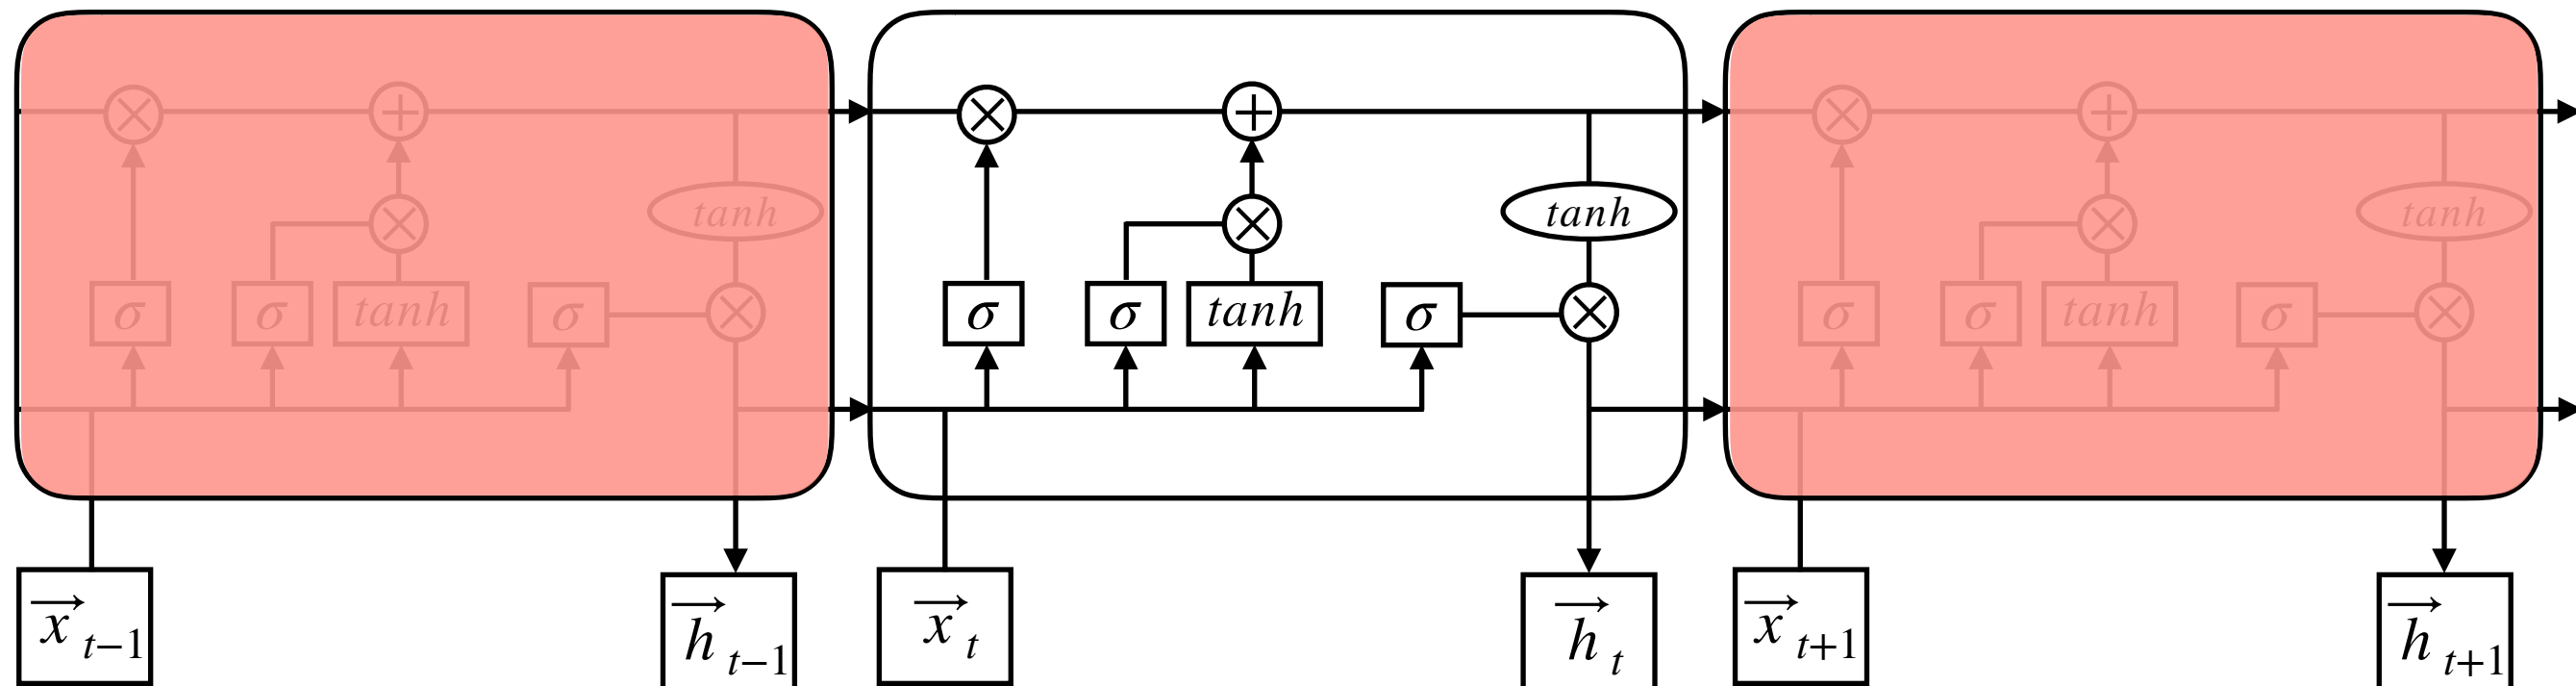 tanh tanh tanh
σ σ tanh σ σ σ tanh σ σ σ tanh σ
x⃗ t−1 h⃗ t−1 x⃗ t h⃗ t x⃗ t+1 h⃗ t+1